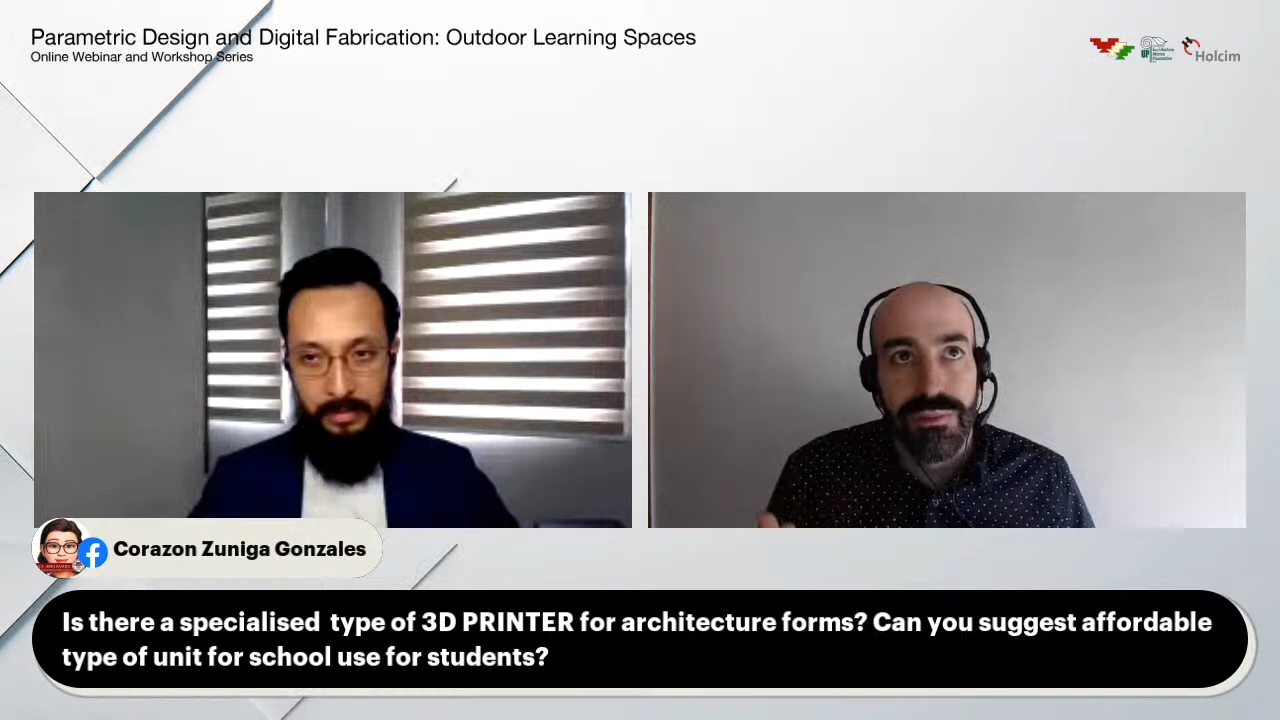 Parametric Design and Digital Fabrication: Outdoor Learning Spaces
Online Webinar and Workshop Series
UP
Holcim
Corazon Zuniga Gonzales
Is there a specialised type of 3D PRINTER for architecture forms? Can you suggest affordable
type of unit for school use for students?